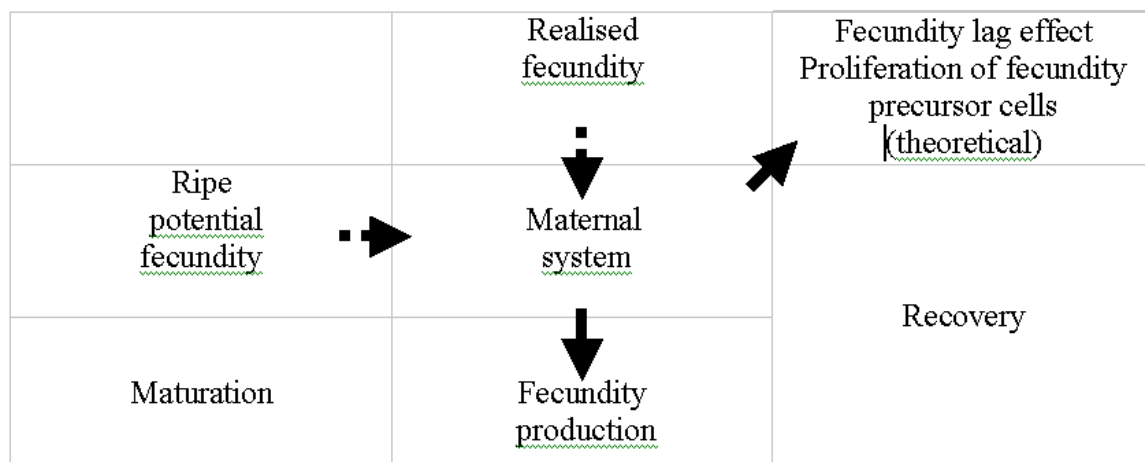 Realised
fecundity
Fecundity lag effect
Proliferation of fecundity
precursor cells
(theoretical)
Ripe
potential
fecundity
Maternal
system
Recovery
Maturation
Fecundity
production